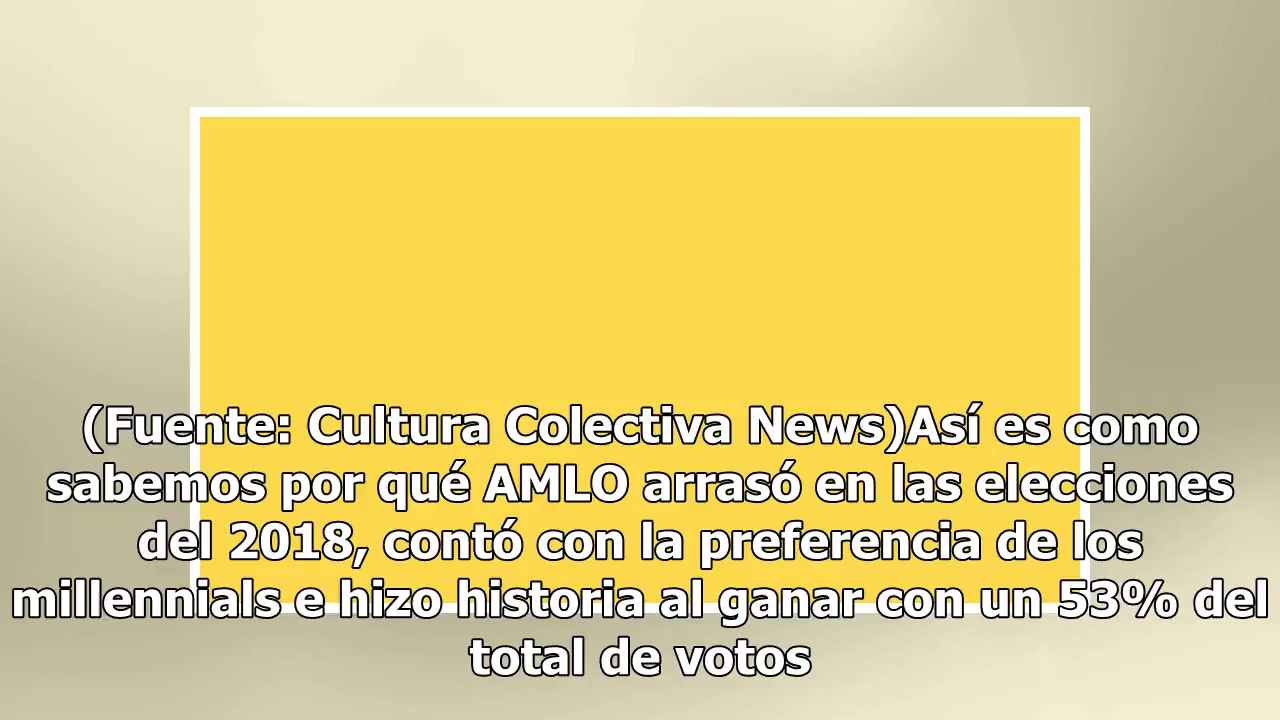 (Fuente: Cultura Colectiva News)Así es como
sabemos por qué AMLO arrasó en las elecciones
del 2018, contó con la preferencia de los
millennials e hizo historia al ganar con un 53% del
total de votos